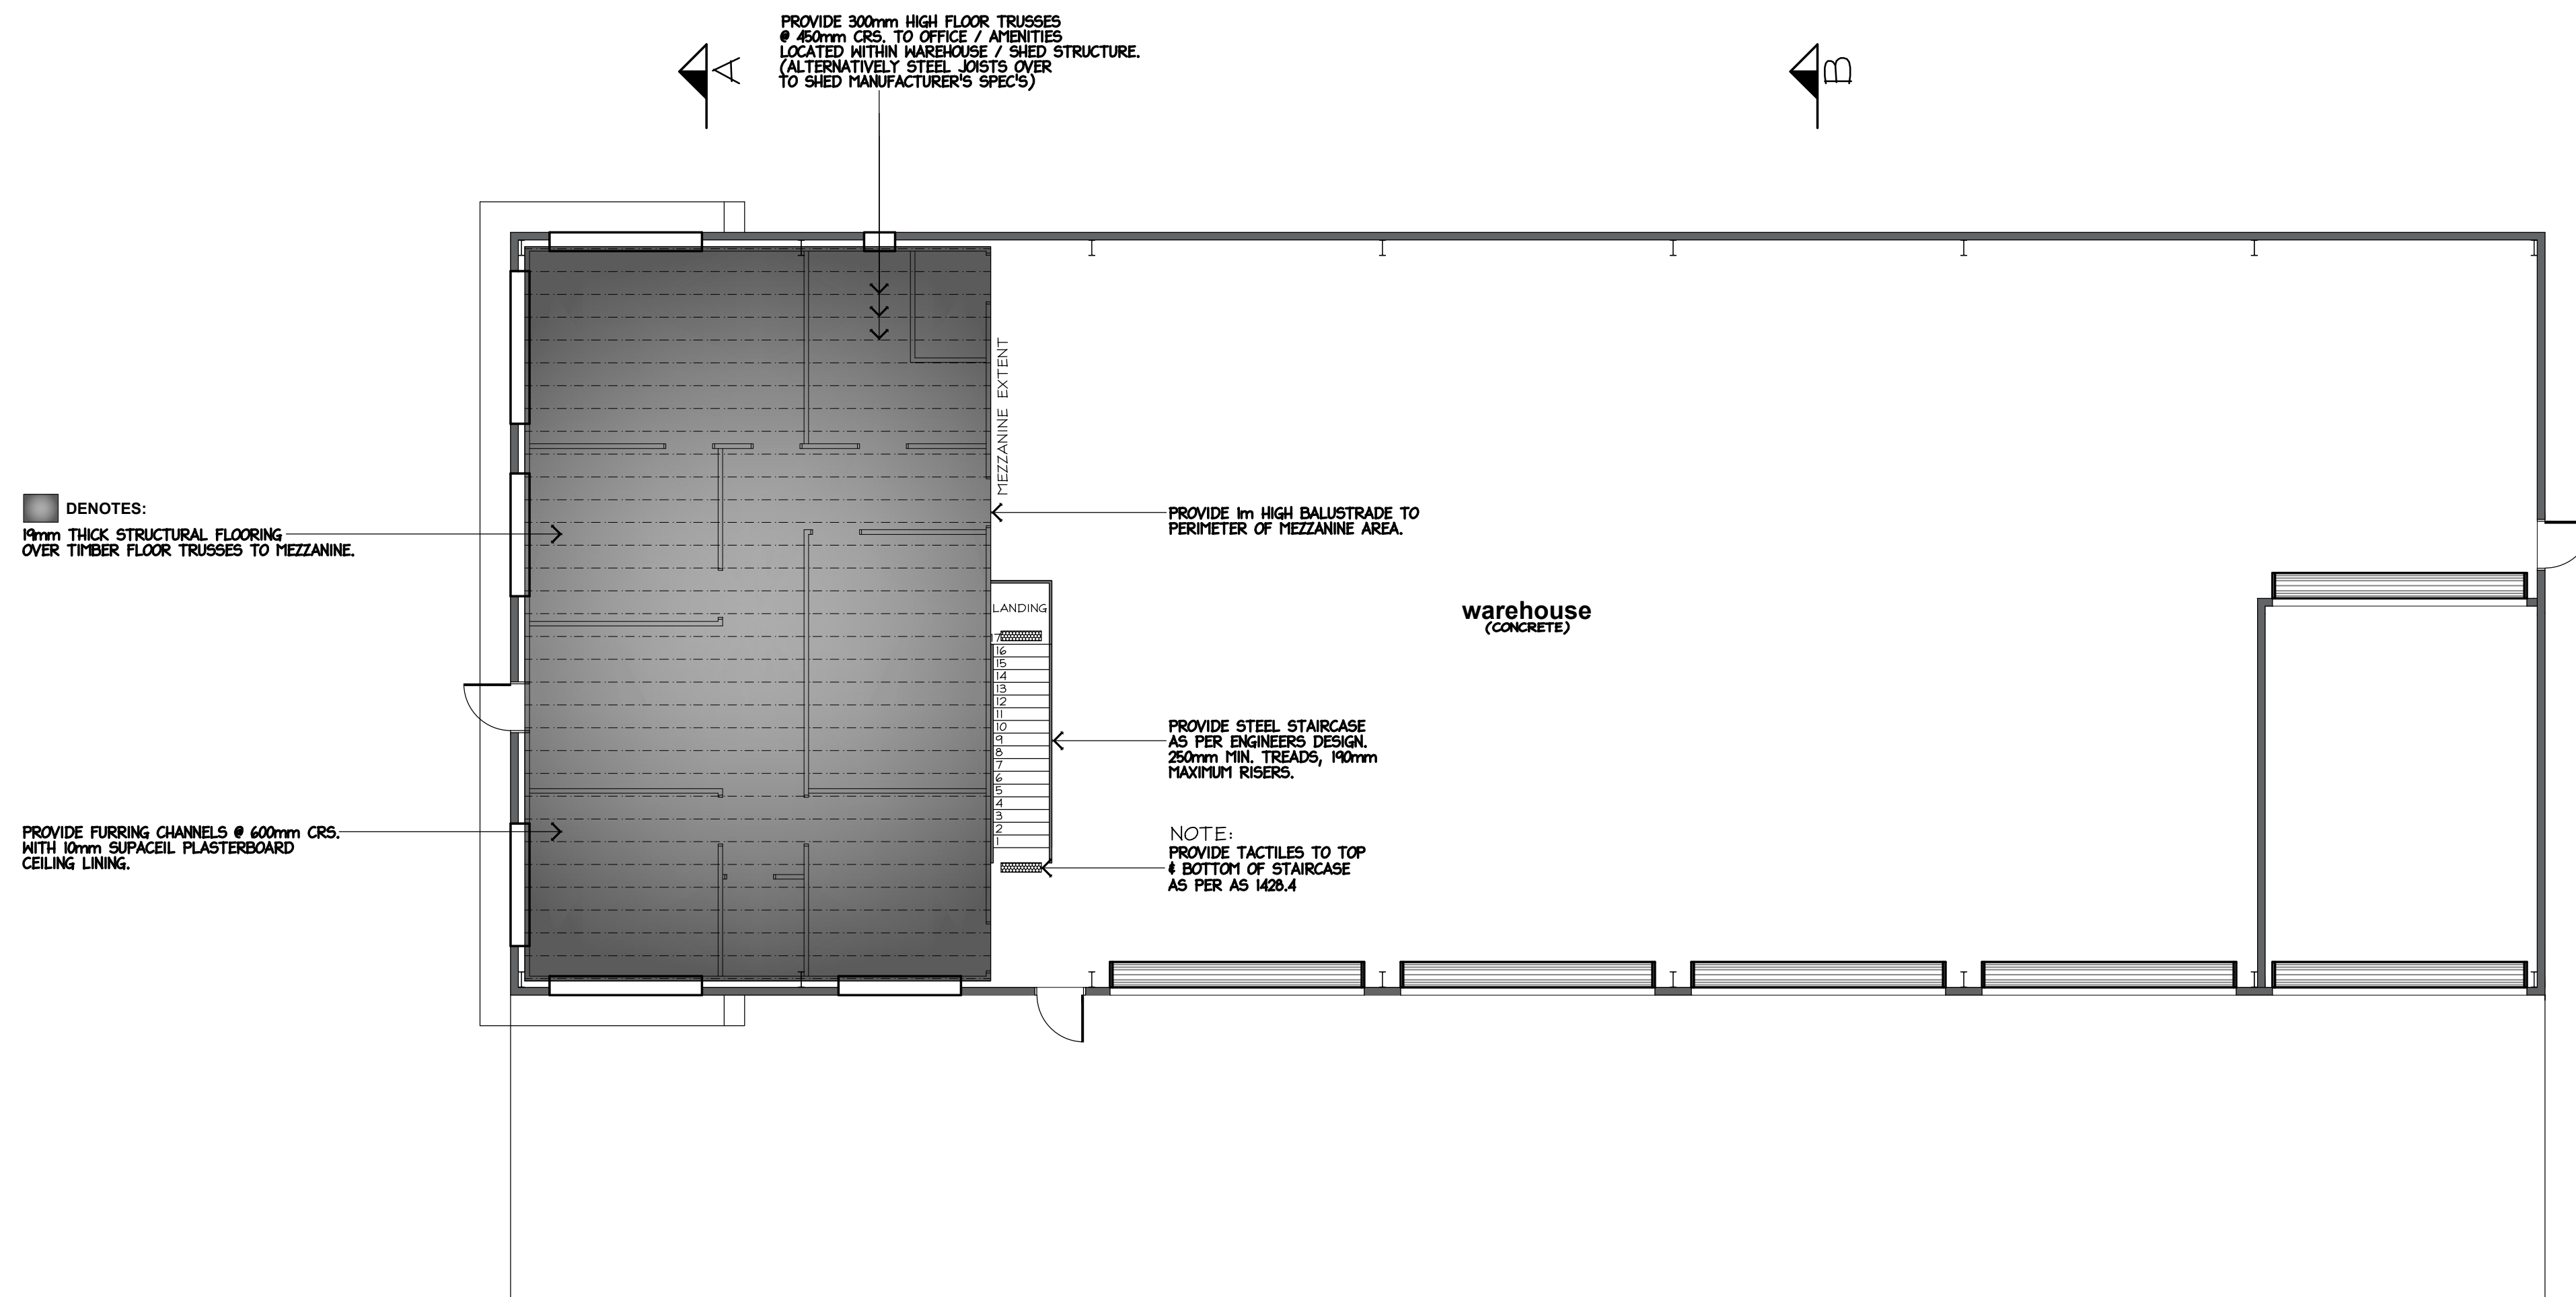 PROVIDE 300mm HIGH FLOOR TRUSSES
@ 450mm CRS. TO OFFICE / AMENITIES
LOCATED WITHIN WAREHOUSE / SHED STRUCTURE.
(ALTERNATIVELY STEEL JOISTS OVER
TO SHED MANUFACTURER'S SPEC'S)
A
B
MEZZANINE EXTENT
DENOTES:
19mm THICK STRUCTURAL FLOORING
OVER TIMBER FLOOR TRUSSES TO MEZZANINE.
PROVIDE 1m HIGH BALUSTRADE TO
PERIMETER OF MEZZANINE AREA.
LANDING
warehouse
(CONCRETE)
17
16
15
14
13
12
11
10
9
8
7
6
5
4
3
2
1
PROVIDE STEEL STAIRCASE
AS PER ENGINEERS DESIGN.
250mm MIN. TREADS, 190mm
MAXIMUM RISERS.
PROVIDE FURRING CHANNELS @ 600mm CRS.
WITH 10mm SUPACEIL PLASTERBOARD
CEILING LINING.
NOTE:
PROVIDE TACTILES TO TOP
& BOTTOM OF STAIRCASE
AS PER AS 1428.4